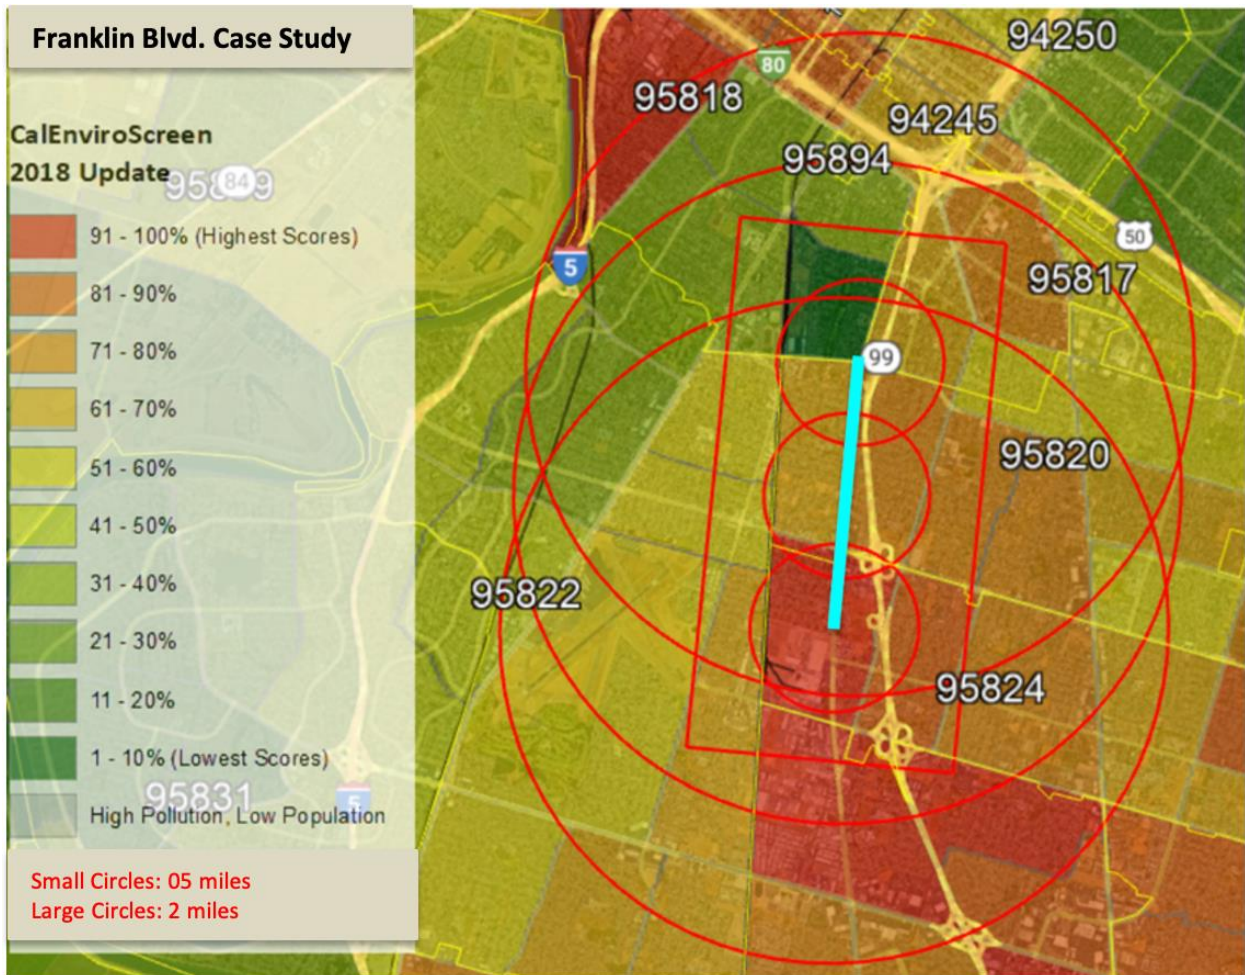 Franklin Blvd. Case Study
CalEnviroScreen
2018 Update
84
91 - 100% (Highest Scores)
81 - 90%
71 - 80%
61 - 70%
51 - 60%
41 - 50%
31 - 40%
21 - 30%
11 - 20%
1 - 10% (Lowest Scores)
95831
5
High Pollution, Low Population
Small Circles: 05 miles
Large Circles: 2 miles
94250
80
95818
94245
95894
50
5
95817
99
95820
95822
95824